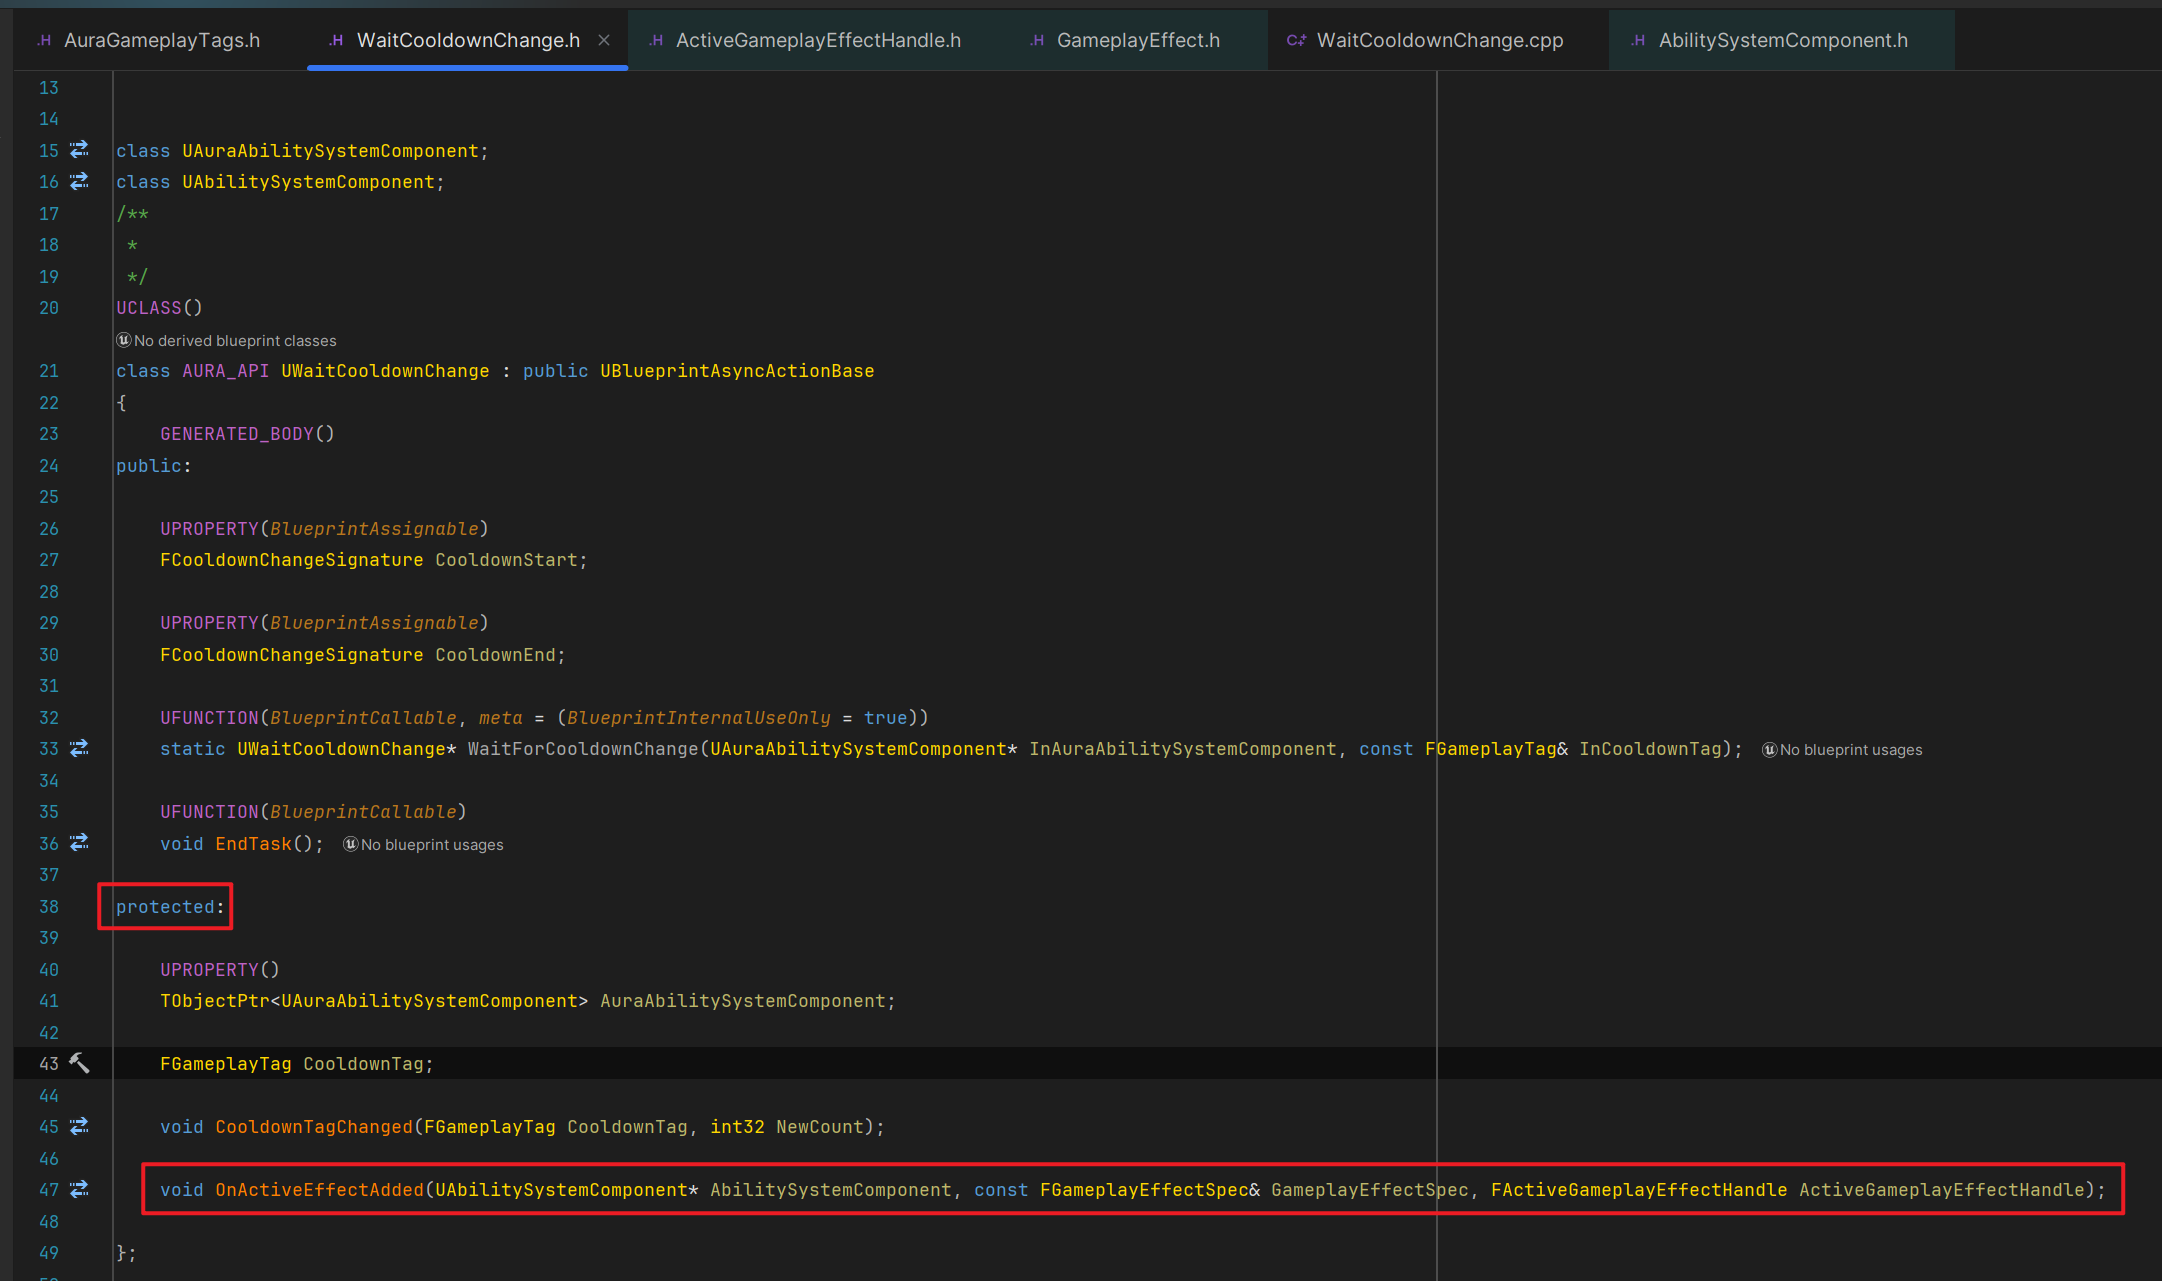 .H AuraGameplayTags.h .H WaitCooldownChange.h × .H ActiveGameplayEffectHandle.h .H GameplayEffect.h C++ WaitCooldownChange.cpp .H AbilitySystemComponent.h
13
14
15 class UAuraAbilitySystemComponent;
16 class UAbilitySystemComponent;
17 /**
18  *
19  */
20 UCLASS()
No derived blueprint classes
21 class AURA_API UWaitCooldownChange : public UBlueprintAsyncActionBase
22 {
23     GENERATED_BODY()
24 public:
25
26     UPROPERTY(BlueprintAssignable)
27     FCooldownChangeSignature CooldownStart;
28
29     UPROPERTY(BlueprintAssignable)
30     FCooldownChangeSignature CooldownEnd;
31
32     UFUNCTION(BlueprintCallable, meta = (BlueprintInternalUseOnly = true))
33     static UWaitCooldownChange* WaitForCooldownChange(UAuraAbilitySystemComponent* InAuraAbilitySystemComponent, const FGameplayTag& InCooldownTag); No blueprint usages
34
35     UFUNCTION(BlueprintCallable)
36     void EndTask(); No blueprint usages
37
38 protected:
39
40     UPROPERTY()
41     TObjectPtr<UAuraAbilitySystemComponent> AuraAbilitySystemComponent;
42
43     FGameplayTag CooldownTag;
44
45     void CooldownTagChanged(FGameplayTag CooldownTag, int32 NewCount);
46
47     void OnActiveEffectAdded(UAbilitySystemComponent* AbilitySystemComponent, const FGameplayEffectSpec& GameplayEffectSpec, FActiveGameplayEffectHandle ActiveGameplayEffectHandle);
48
49 };